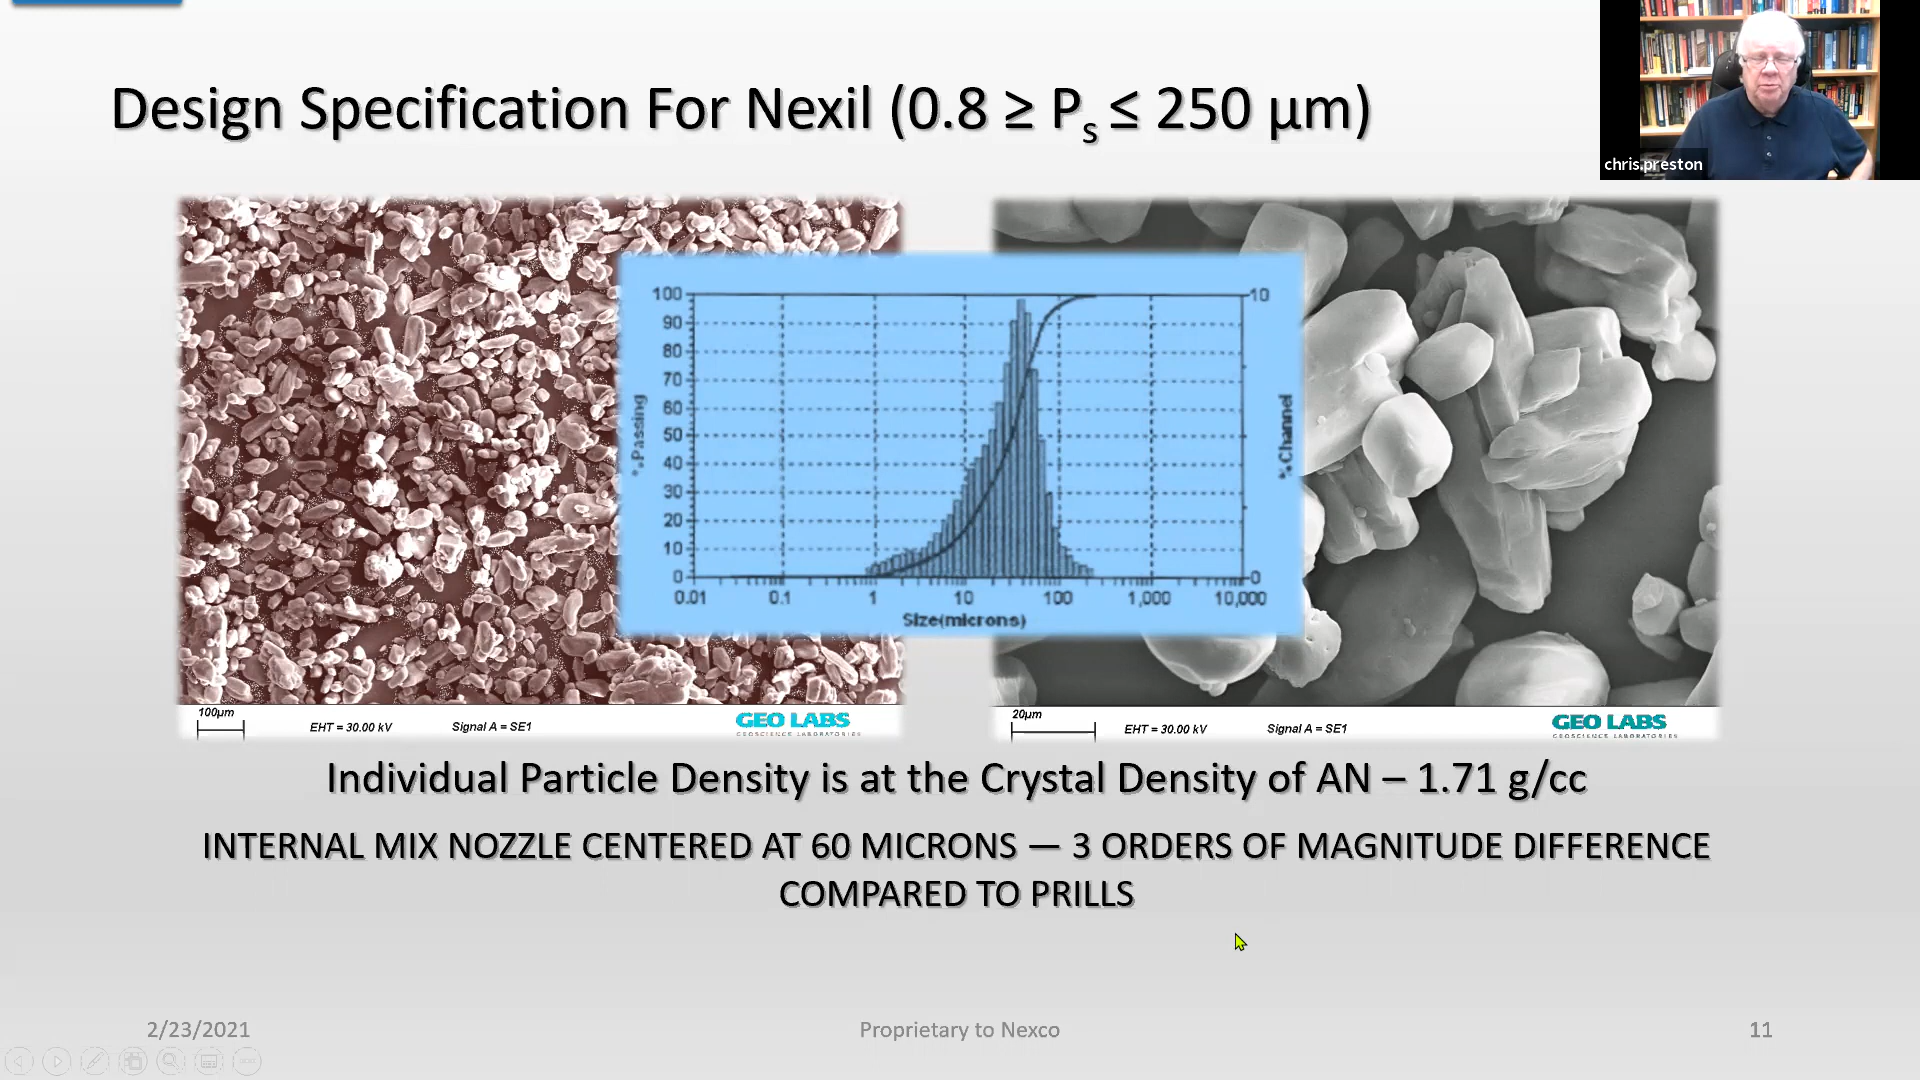 Design Specification For Nexil (0.8 ≥ Ps ≤ 250 μm)
chris.preston
100
90
80
70
60
50
40
30
20
10
0
%Passing
10
0
%Channel
0.01 0.1 1 10 100 1,000 10,000
Size(microns)
100μm
EHT = 30.00 kV Signal A = SE1
GEO LABS
GEOSCIENCE LABORATORIES
20μm
EHT = 30.00 kV Signal A = SE1
GEO LABS
GEOSCIENCE LABORATORIES
Individual Particle Density is at the Crystal Density of AN – 1.71 g/cc
INTERNAL MIX NOZZLE CENTERED AT 60 MICRONS — 3 ORDERS OF MAGNITUDE DIFFERENCE
COMPARED TO PRILLS
2/23/2021
Proprietary to Nexco
11